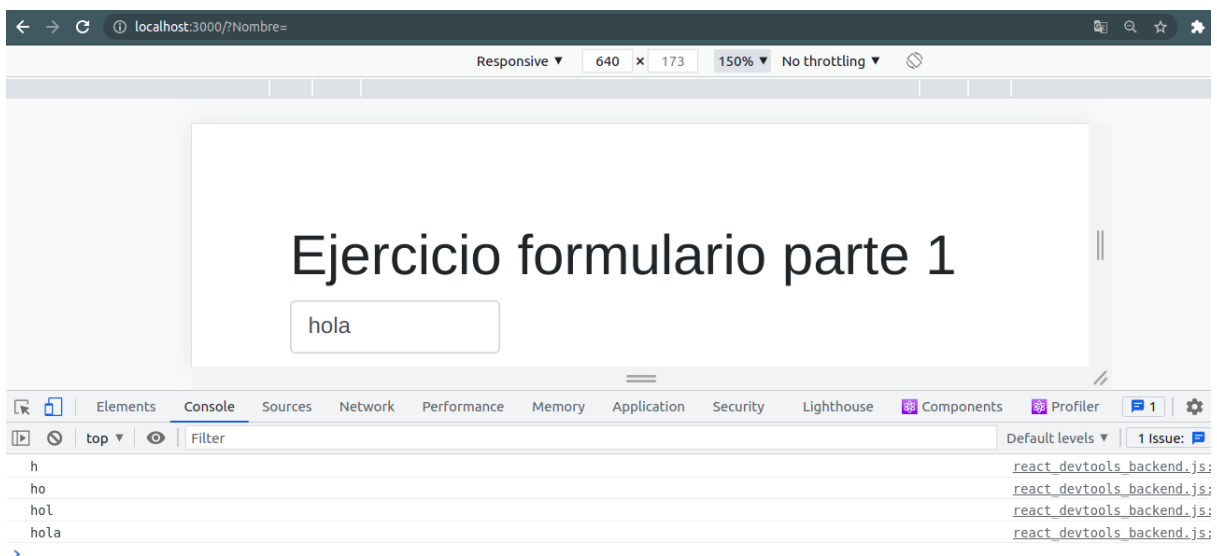 localhost:3000/?Nombre=
Responsive ▼ 640 × 173 150% ▼ No throttling ▼
Ejercicio formulario parte 1
hola
Elements Console Sources Network Performance Memory Application Security Lighthouse Components Profiler 1
top ▼ Filter Default levels ▼ 1 Issue: 
h react_devtools_backend.js:
ho react_devtools_backend.js:
hol react_devtools_backend.js:
hola react_devtools_backend.js: